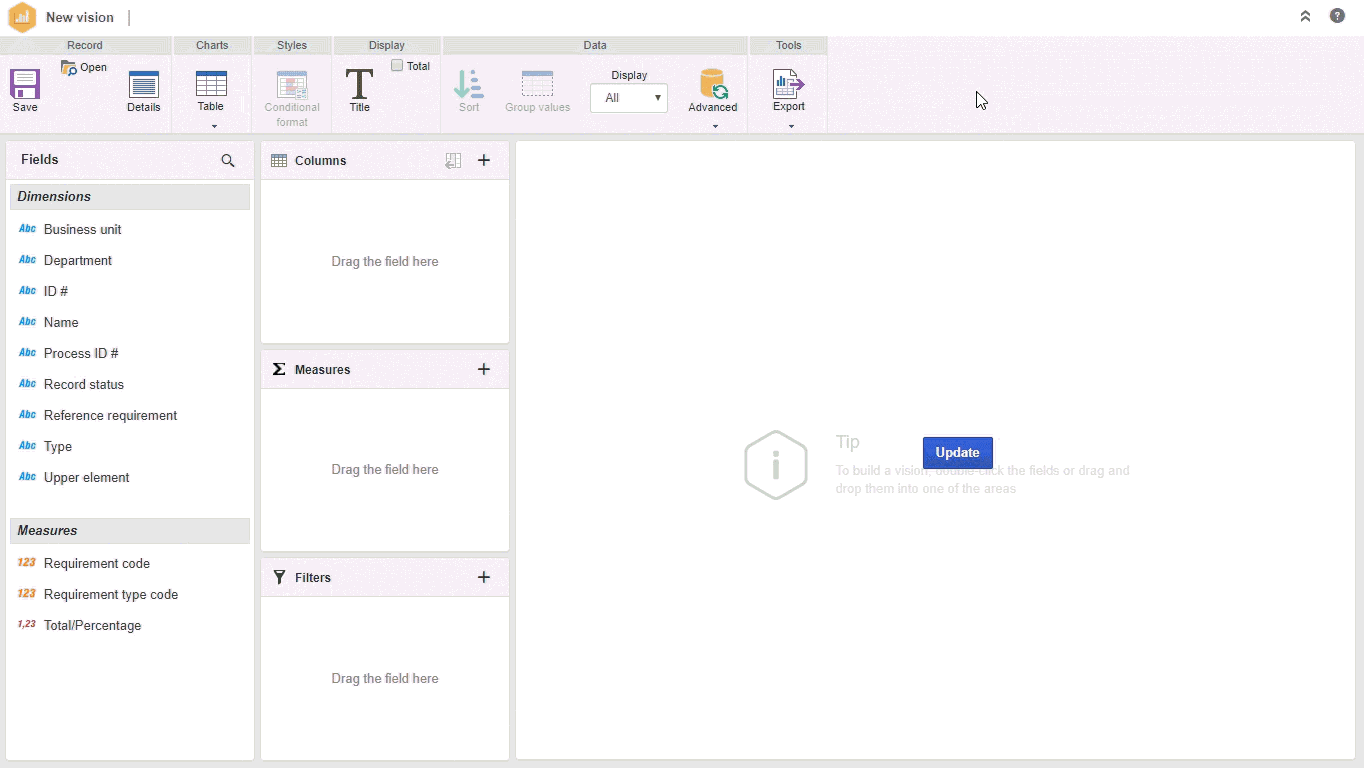 New vision
Record
Charts
Styles
Display
Data
Tools
Save
Open
Details
Table
Conditional
format
Title
Total
Sort
Group values
Display
All
Advanced
Export
Fields
Dimensions
Abc Business unit
Abc Department
Abc ID #
Abc Name
Abc Process ID #
Abc Record status
Abc Reference requirement
Abc Type
Abc Upper element
Measures
123 Requirement code
123 Requirement type code
1,23 Total/Percentage
Columns
Drag the field here
Measures
Drag the field here
Filters
Drag the field here
Tip
Update
To build a vision, double-click the fields or drag and
drop them into one of the areas